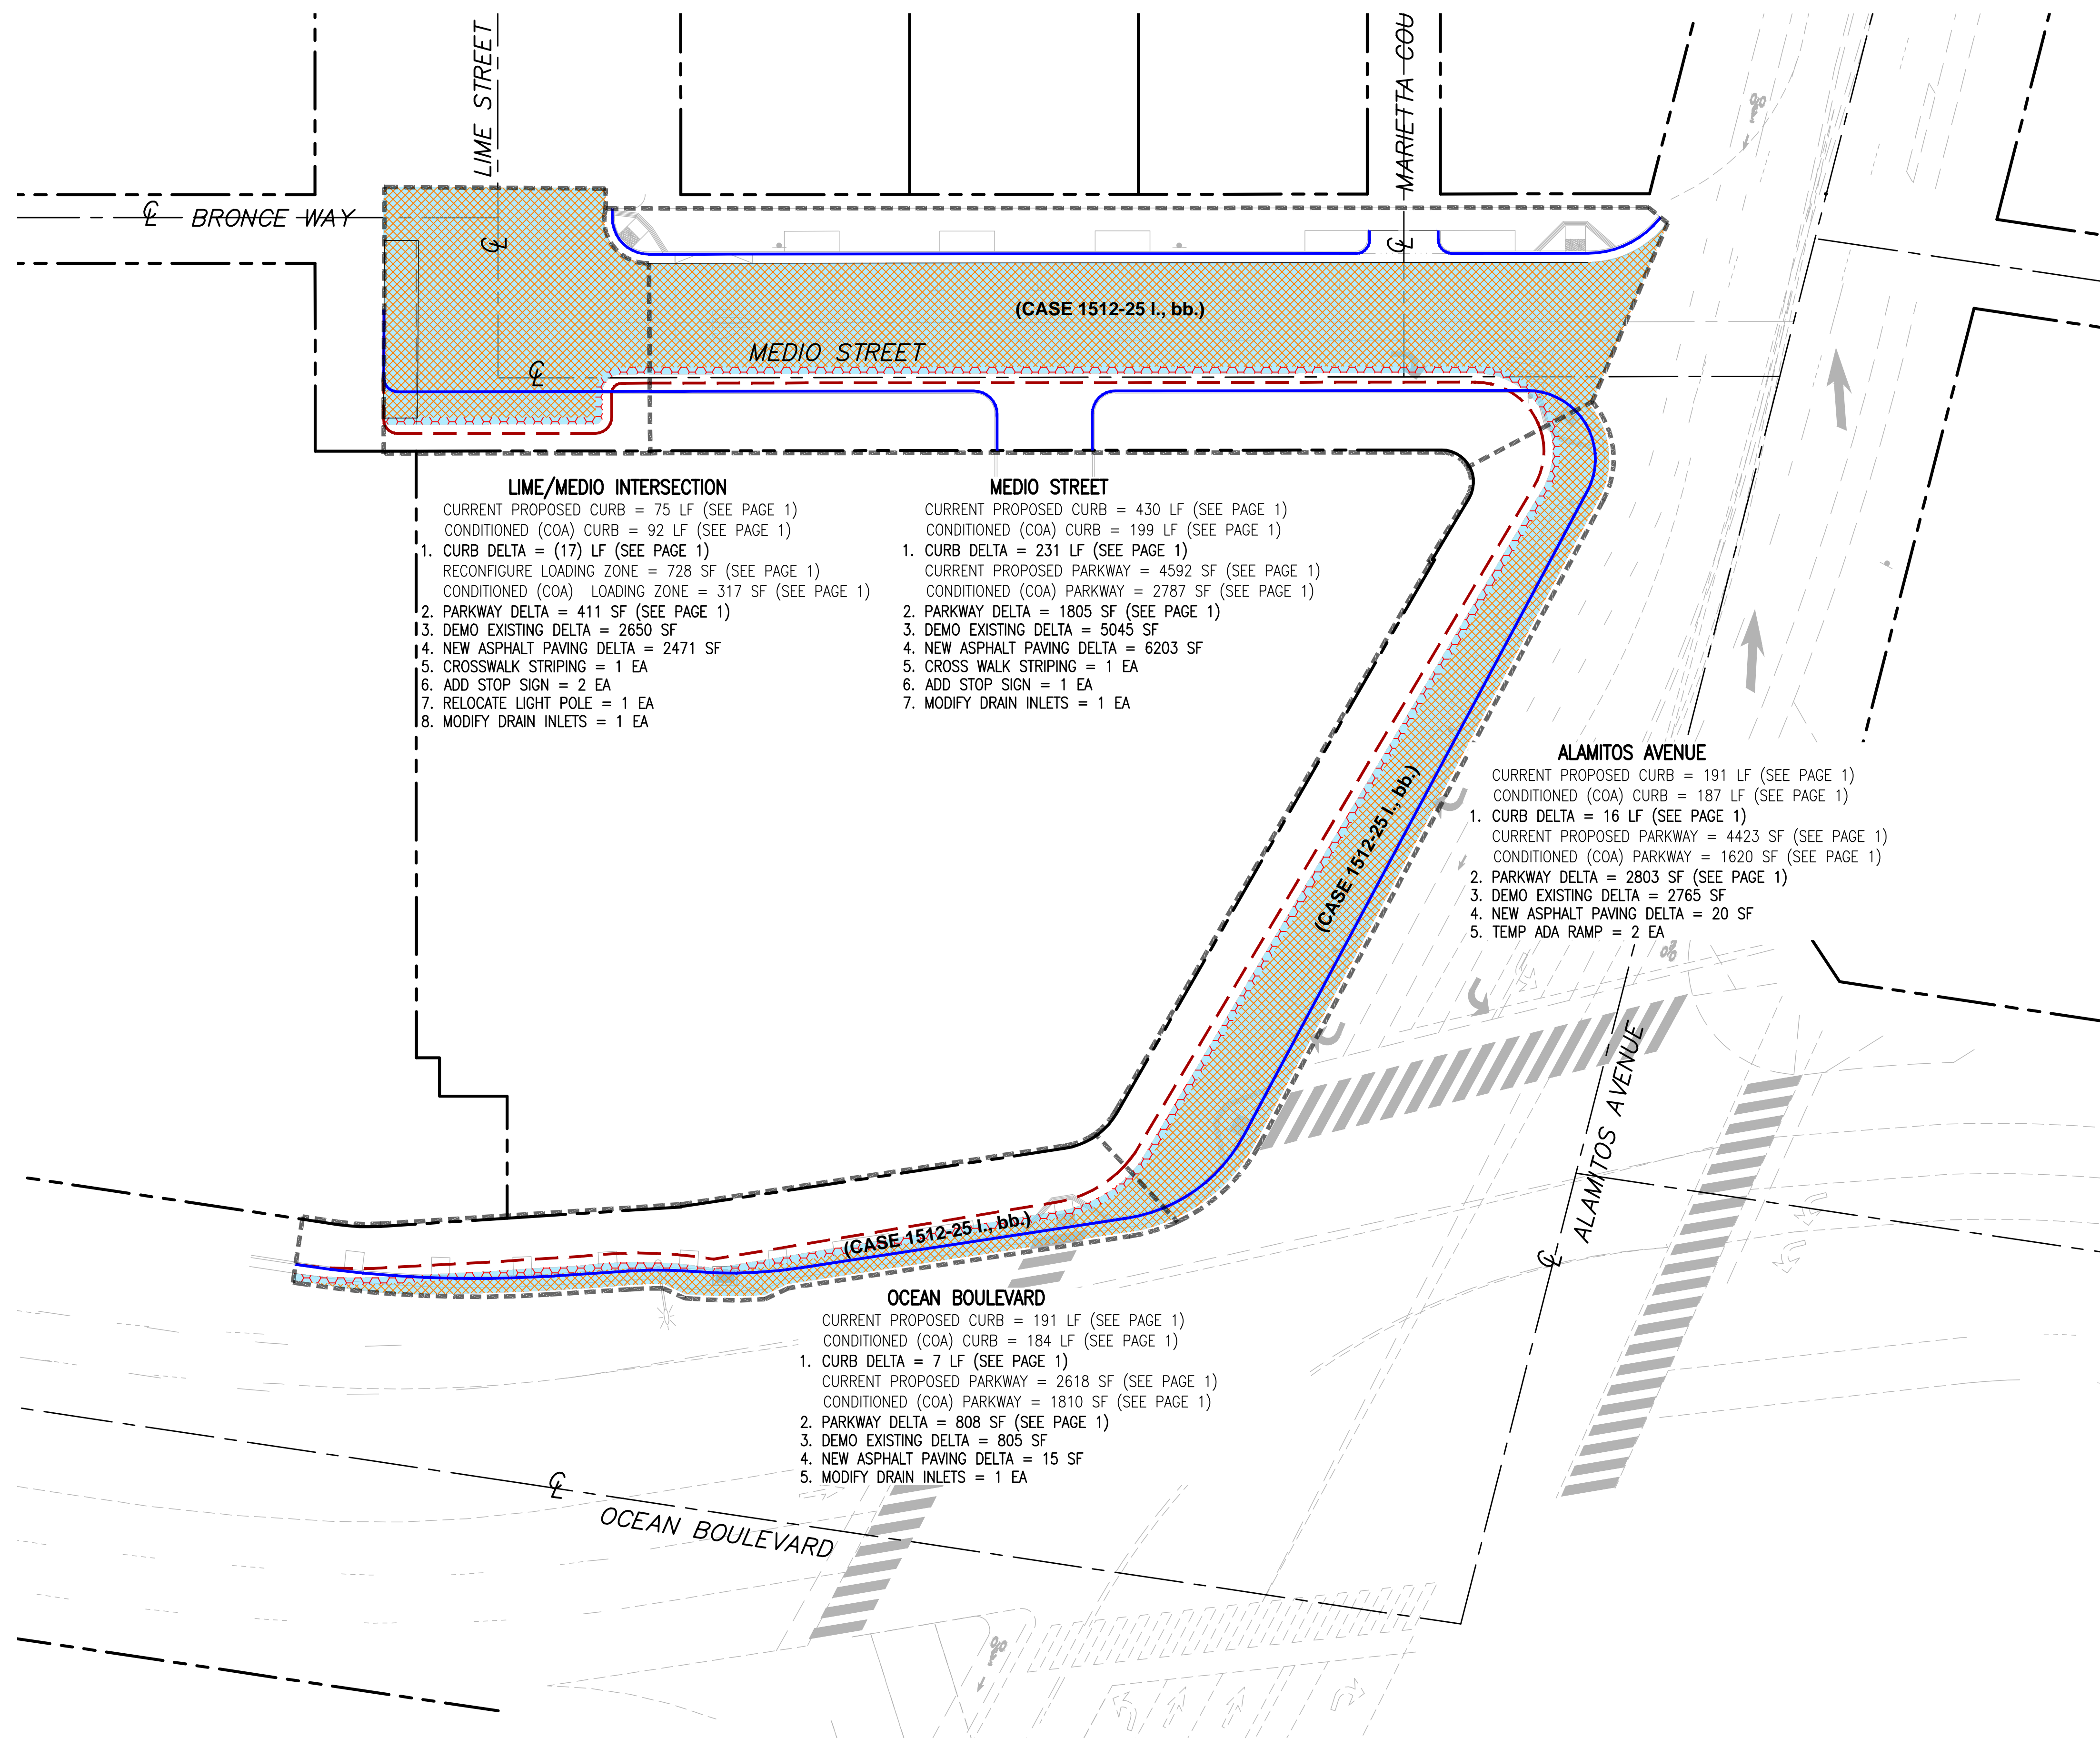 LIME STREET
MARIETTA COU
℄ BRONCE WAY
℄
℄
(CASE 1512-25 l., bb.)
MEDIO STREET
℄
LIME/MEDIO INTERSECTION
CURRENT PROPOSED CURB = 75 LF (SEE PAGE 1)
CONDITIONED (COA) CURB = 92 LF (SEE PAGE 1)
1. CURB DELTA = (17) LF (SEE PAGE 1)
RECONFIGURE LOADING ZONE = 728 SF (SEE PAGE 1)
CONDITIONED (COA) LOADING ZONE = 317 SF (SEE PAGE 1)
2. PARKWAY DELTA = 411 SF (SEE PAGE 1)
3. DEMO EXISTING DELTA = 2650 SF
4. NEW ASPHALT PAVING DELTA = 2471 SF
5. CROSSWALK STRIPING = 1 EA
6. ADD STOP SIGN = 2 EA
7. RELOCATE LIGHT POLE = 1 EA
8. MODIFY DRAIN INLETS = 1 EA
MEDIO STREET
CURRENT PROPOSED CURB = 430 LF (SEE PAGE 1)
CONDITIONED (COA) CURB = 199 LF (SEE PAGE 1)
1. CURB DELTA = 231 LF (SEE PAGE 1)
CURRENT PROPOSED PARKWAY = 4592 SF (SEE PAGE 1)
CONDITIONED (COA) PARKWAY = 2787 SF (SEE PAGE 1)
2. PARKWAY DELTA = 1805 SF (SEE PAGE 1)
3. DEMO EXISTING DELTA = 5045 SF
4. NEW ASPHALT PAVING DELTA = 6203 SF
5. CROSS WALK STRIPING = 1 EA
6. ADD STOP SIGN = 1 EA
7. MODIFY DRAIN INLETS = 1 EA
ALAMITOS AVENUE
CURRENT PROPOSED CURB = 191 LF (SEE PAGE 1)
CONDITIONED (COA) CURB = 187 LF (SEE PAGE 1)
1. CURB DELTA = 16 LF (SEE PAGE 1)
CURRENT PROPOSED PARKWAY = 4423 SF (SEE PAGE 1)
CONDITIONED (COA) PARKWAY = 1620 SF (SEE PAGE 1)
2. PARKWAY DELTA = 2803 SF (SEE PAGE 1)
3. DEMO EXISTING DELTA = 2765 SF
4. NEW ASPHALT PAVING DELTA = 20 SF
5. TEMP ADA RAMP = 2 EA
(CASE 1512-25 l., bb.)
℄ ALAMITOS AVENUE
(CASE 1512-25 l., bb.)
OCEAN BOULEVARD
CURRENT PROPOSED CURB = 191 LF (SEE PAGE 1)
CONDITIONED (COA) CURB = 184 LF (SEE PAGE 1)
1. CURB DELTA = 7 LF (SEE PAGE 1)
CURRENT PROPOSED PARKWAY = 2618 SF (SEE PAGE 1)
CONDITIONED (COA) PARKWAY = 1810 SF (SEE PAGE 1)
2. PARKWAY DELTA = 808 SF (SEE PAGE 1)
3. DEMO EXISTING DELTA = 805 SF
4. NEW ASPHALT PAVING DELTA = 15 SF
5. MODIFY DRAIN INLETS = 1 EA
℄
OCEAN BOULEVARD